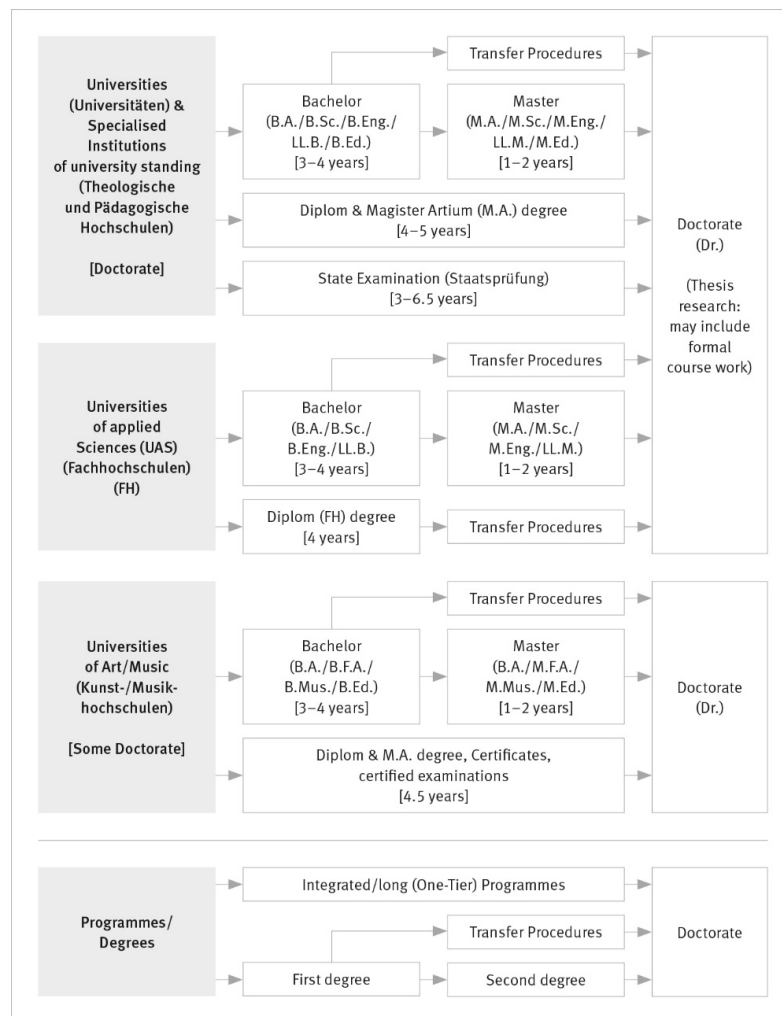 Universities
(Universitäten) &
Specialised
Institutions
of university standing
(Theologische
und Pädagogische
Hochschulen)
[Doctorate]
Transfer Procedures
Bachelor
(B.A./B.Sc./B.Eng./
LL.B./B.Ed.)
[3–4 years]
Master
(M.A./M.Sc./M.Eng./
LL.M./M.Ed.)
[1–2 years]
Diplom & Magister Artium (M.A.) degree
[4–5 years]
State Examination (Staatsprüfung)
[3–6.5 years]
Doctorate
(Dr.)
(Thesis
research:
may include
formal
course work)
Universities
of applied
Sciences (UAS)
(Fachhochschulen)
(FH)
Transfer Procedures
Bachelor
(B.A./B.Sc./
B.Eng./LL.B.)
[3–4 years]
Master
(M.A./M.Sc./
M.Eng./LL.M.)
[1–2 years]
Diplom (FH) degree
[4 years]
Transfer Procedures
Universities
of Art/Music
(Kunst-/Musik-
hochschulen)
[Some Doctorate]
Transfer Procedures
Bachelor
(B.A./B.F.A./
B.Mus./B.Ed.)
[3–4 years]
Master
(B.A./M.F.A./
M.Mus./M.Ed.)
[1–2 years]
Diplom & M.A. degree, Certificates,
certified examinations
[4.5 years]
Doctorate
(Dr.)
Programmes/
Degrees
Integrated/long (One-Tier) Programmes
Transfer Procedures
First degree
Second degree
Doctorate